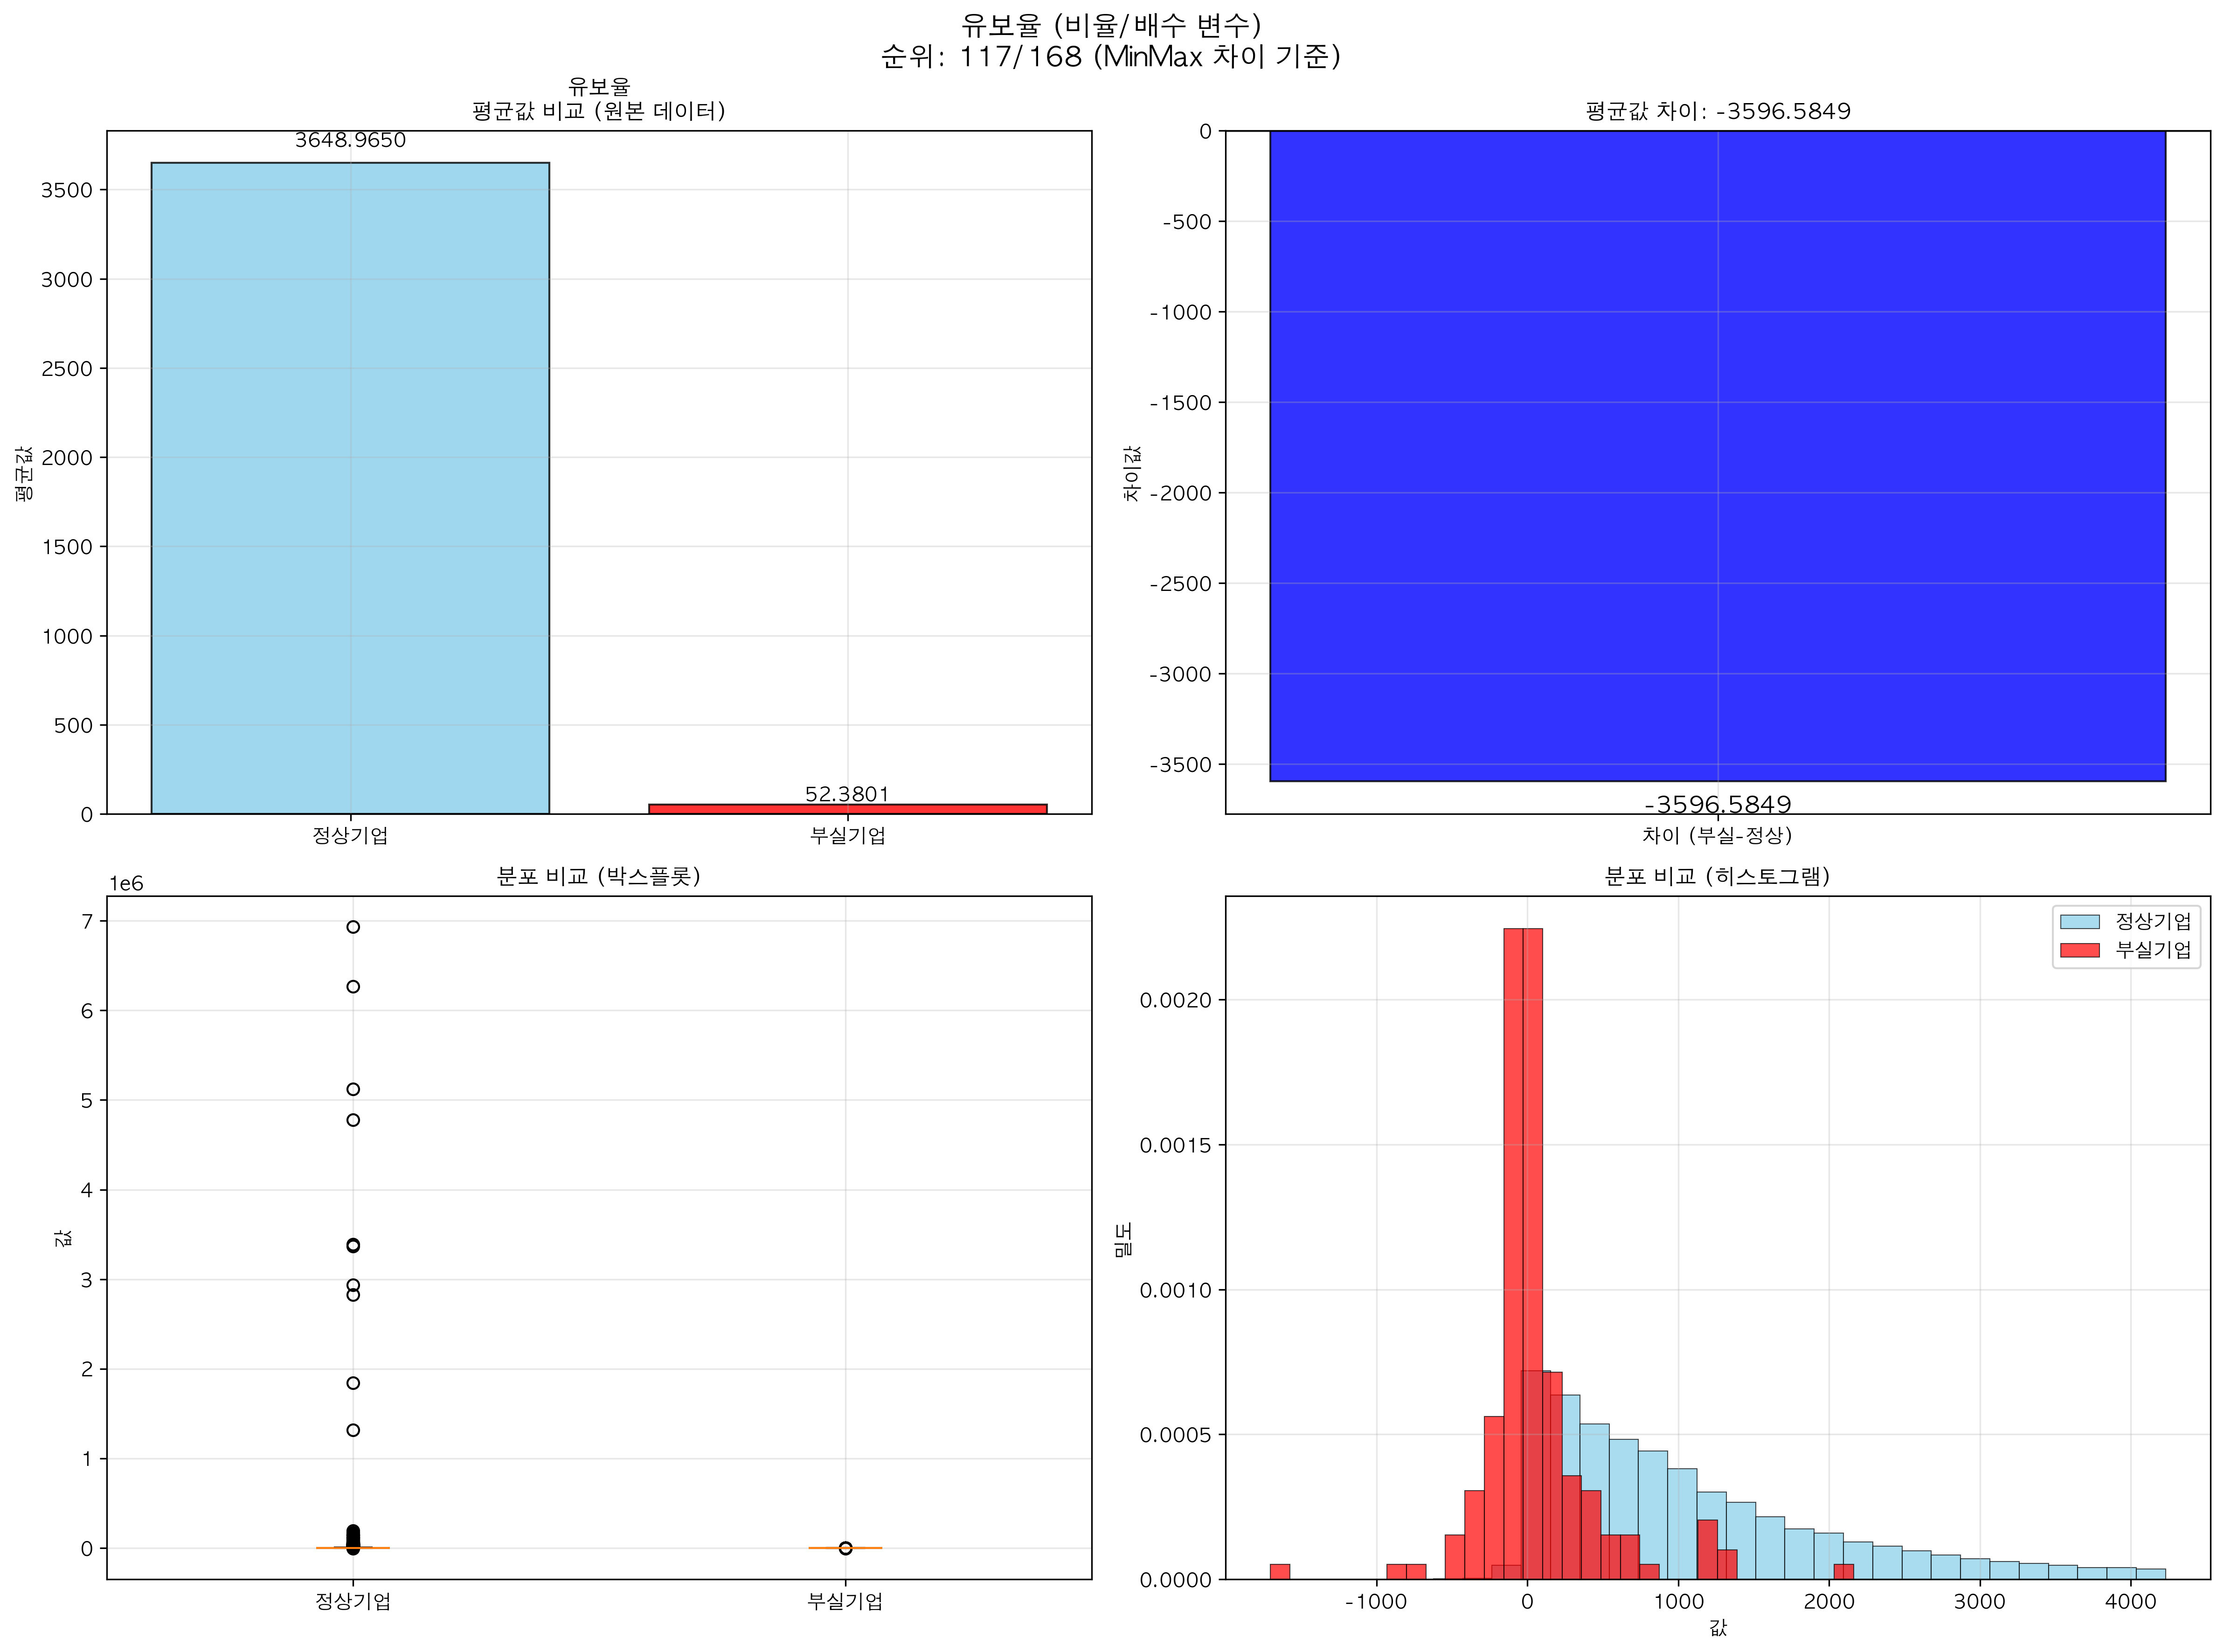 유보율 (비율/배수 변수)
순위: 117/168 (MinMax 차이 기준)
유보율
평균값 비교 (원본 데이터)
3648.9650
52.3801
3500
3000
2500
2000
1500
1000
500
0
평균값
정상기업
부실기업
평균값 차이: -3596.5849
0
-500
-1000
-1500
-2000
-2500
-3000
-3500
차이값
-3596.5849
차이 (부실-정상)
분포 비교 (박스플롯)
1e6
7
6
5
4
3
2
1
0
값
정상기업
부실기업
분포 비교 (히스토그램)
정상기업
부실기업
0.0020
0.0015
0.0010
0.0005
0.0000
밀도
-1000
0
1000
2000
3000
4000
값